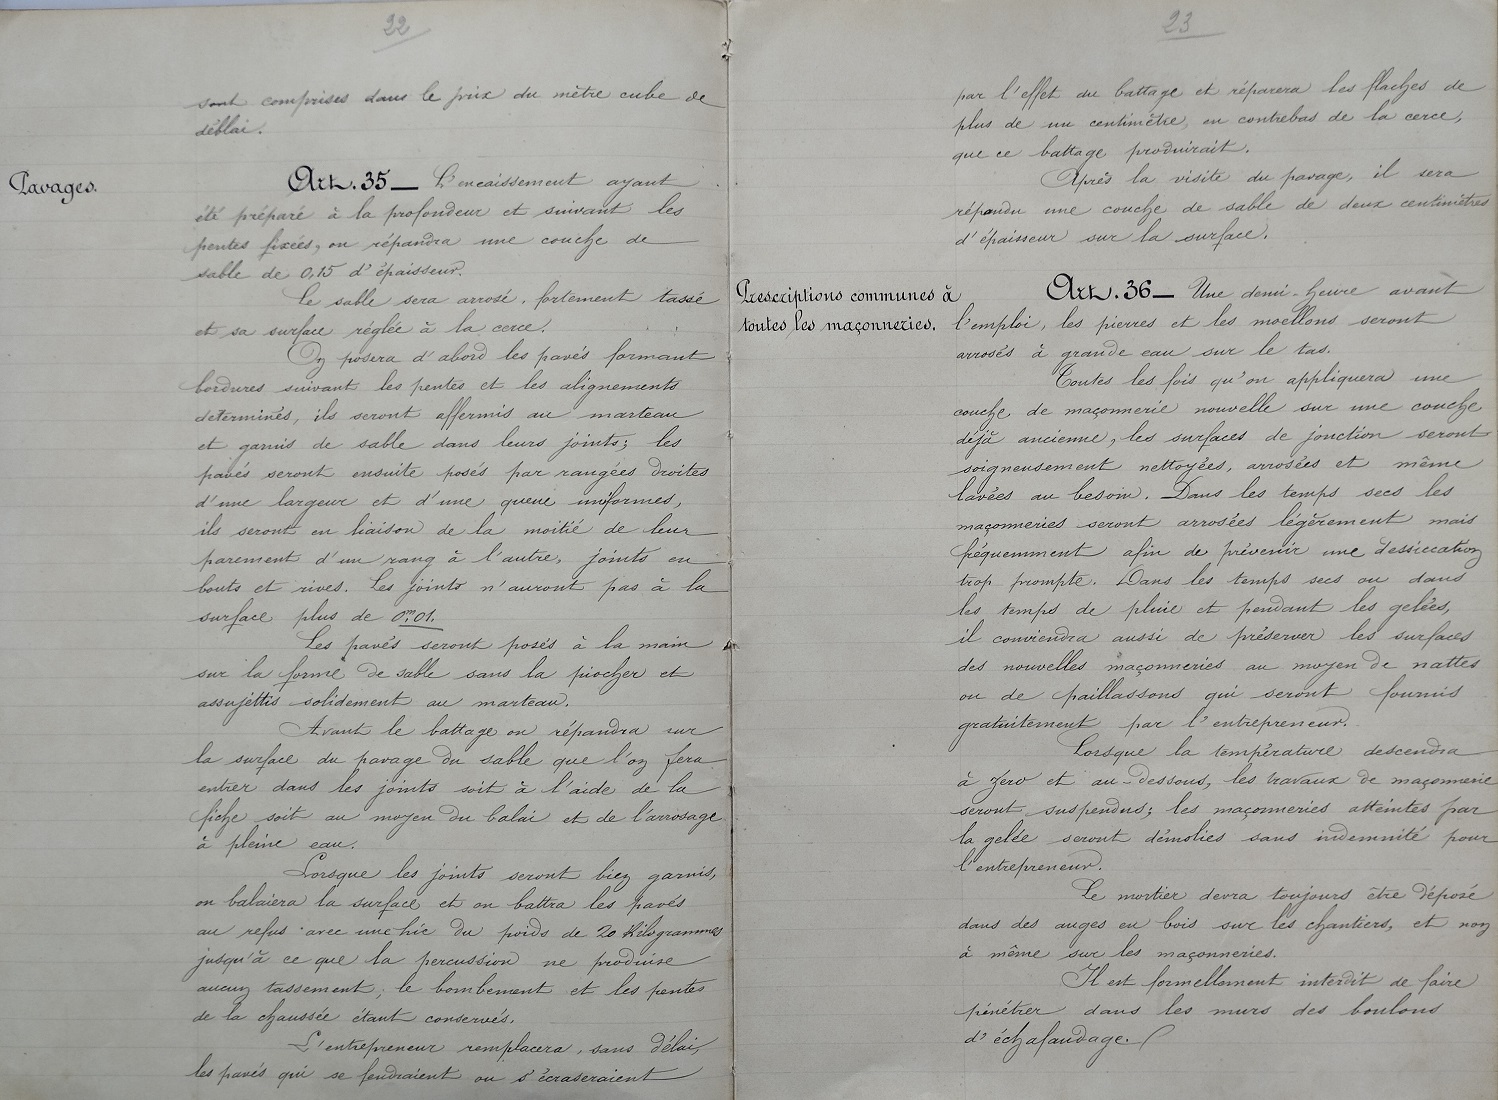 22
sont comprises dans le prix du mètre cube de
déblai.
Pavages.
Art. 35 — L'encaissement ayant
été préparé à la profondeur et suivant les
pentes fixées, on répandra une couche de
sable de 0,15 d'épaisseur.
Le sable sera arrosé, fortement tassé
et sa surface réglée à la cerce.
On posera d'abord les pavés formant
bordures suivant les pentes et les alignements
determinés, ils seront affermis au marteau
et garnis de sable dans leurs joints; les
pavés seront ensuite posés par rangées droites
d'une largeur et d'une queue uniformes,
ils seront en liaison de la moitié de leur
parement d'un rang à l'autre, joints en
bouts et rives. Les joints n'auront pas à la
surface plus de 0m,01.
Les pavés seront posés à la main
sur la forme de sable sans la piocher et
assujettis solidement au marteau.
Avant le battage on répandra sur
la surface du pavage du sable que l'on fera
entrer dans les joints soit à l'aide de la
fiche soit au moyen du balai et de l'arrosage
à pleine eau.
Lorsque les joints seront bien garnis,
on balaiera la surface et on battra les pavés
au refus avec une hie du poids de 20 Kilogrammes
jusqu'à ce que la percussion ne produise
aucun tassement; le bombement et les pentes
de la chaussée étant conservés.
L'entrepreneur remplacera, sans délai,
les pavés qui se fendraient ou s'écraseraient
23
par l'effet du battage et réparera les flaches de
plus de un centimètre, en contrebas de la cerce,
que ce battage produirait.
Après la visite du pavage, il sera
répandu une couche de sable de deux centimètres
d'épaisseur sur la surface.
Prescriptions communes à
toutes les maçonneries.
Art. 36 — Une demi-heure avant
l'emploi, les pierres et les moellons seront
arrosés à grande eau sur le tas.
Toutes les fois qu'on appliquera une
couche de maçonnerie nouvelle sur une couche
déjà ancienne, les surfaces de jonction seront
soigneusement nettoyées, arrosées et même
lavées au besoin. Dans les temps secs les
maçonneries seront arrosées légèrement mais
fréquemment afin de prévenir une dessiccation
trop prompte. Dans les temps secs ou dans
les temps de pluie et pendant les gelées,
il conviendra aussi de préserver les surfaces
des nouvelles maçonneries au moyen de nattes
ou de paillassons qui seront fournis
gratuitement par l'entrepreneur.
Lorsque la température descendra
à zéro et au-dessous, les travaux de maçonnerie
seront suspendus; les maçonneries atteintes par
la gelée seront démolies sans indemnité pour
l'entrepreneur.
Le mortier devra toujours être déposé
dans des auges en bois sur les chantiers, et non
à même sur les maçonneries.
Il est formellement interdit de faire
pénétrer dans les murs des boulons
d'échafaudage.